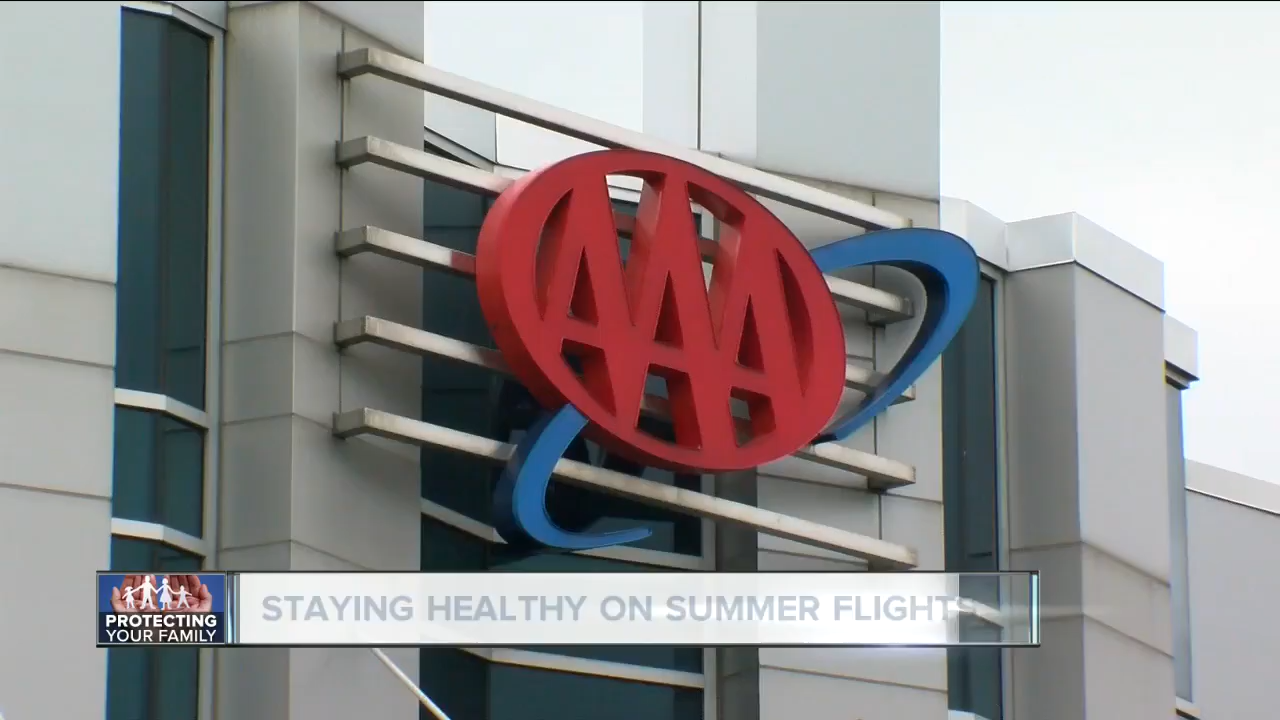 AAA
STAYING HEALTHY ON SUMMER FLIGHTS
PROTECTING
YOUR FAMILY